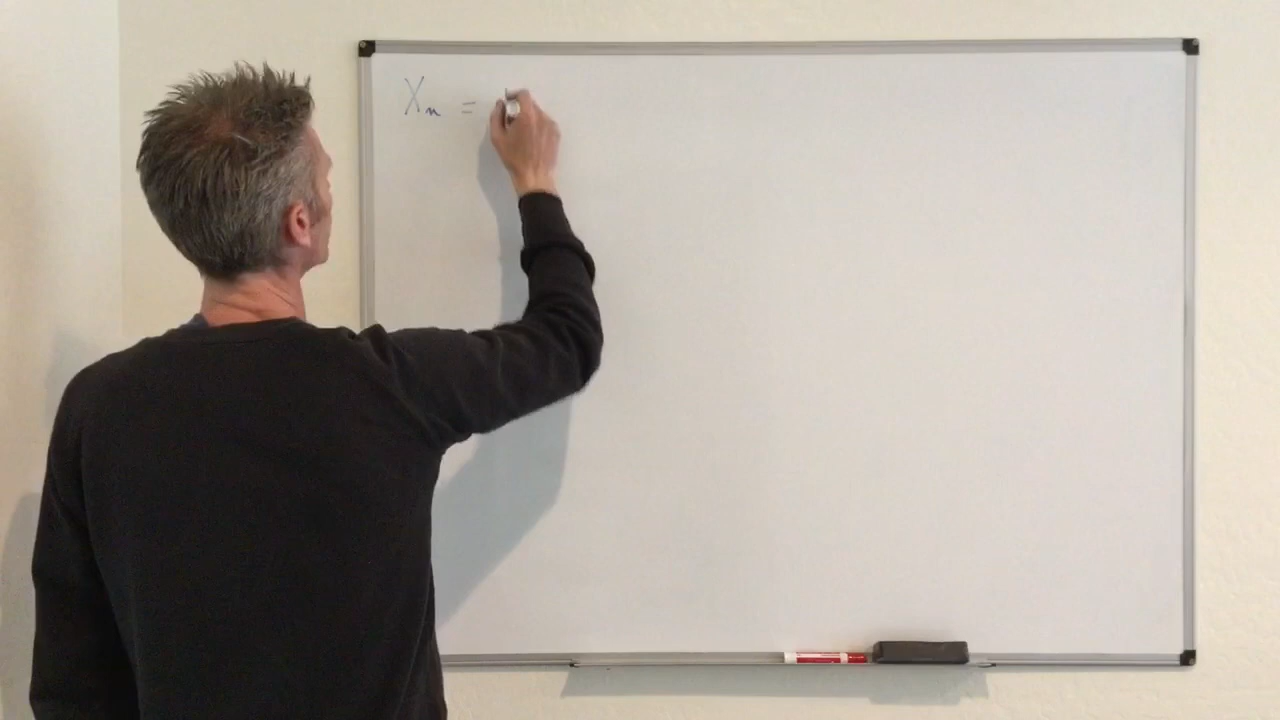 Xₙ =